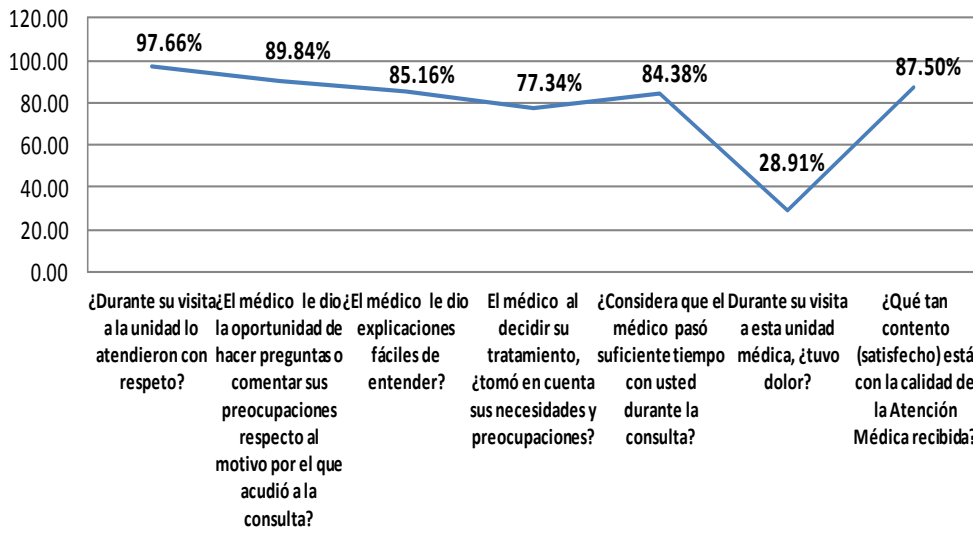 120.00
100.00
80.00
60.00
40.00
20.00
0.00
97.66%
89.84%
85.16%
77.34%
84.38%
28.91%
87.50%
¿Durante su visita
a la unidad lo
atendieron con
respeto?
¿El médico le dio
la oportunidad de
hacer preguntas o
comentar sus
preocupaciones
respecto al
motivo por el que
acudió a la
consulta?
¿El médico le dio
explicaciones
fáciles de
entender?
El médico al
decidir su
tratamiento,
¿tomó en cuenta
sus necesidades y
preocupaciones?
¿Considera que el
médico pasó
suficiente tiempo
con usted
durante la
consulta?
Durante su visita
a esta unidad
médica, ¿tuvo
dolor?
¿Qué tan
contento
(satisfecho) está
con la calidad de
la Atención
Médica recibida?